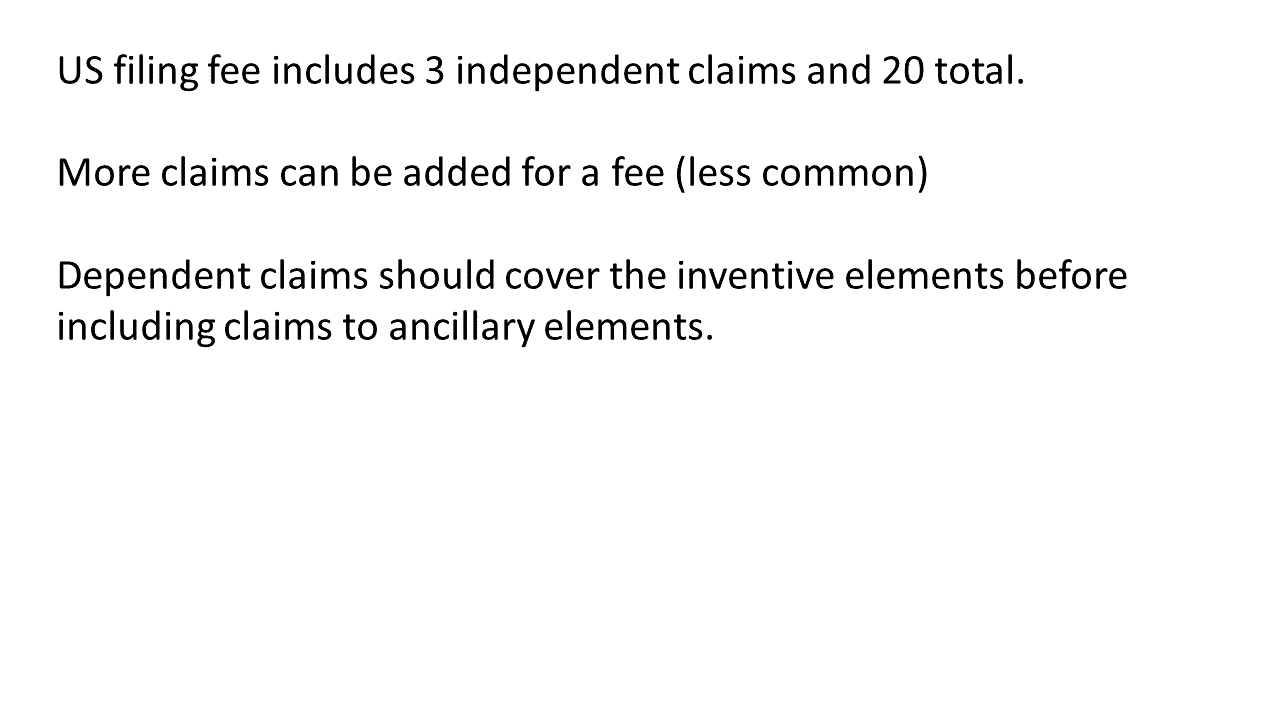 US filing fee includes 3 independent claims and 20 total.
More claims can be added for a fee (less common)
Dependent claims should cover the inventive elements before
including claims to ancillary elements.